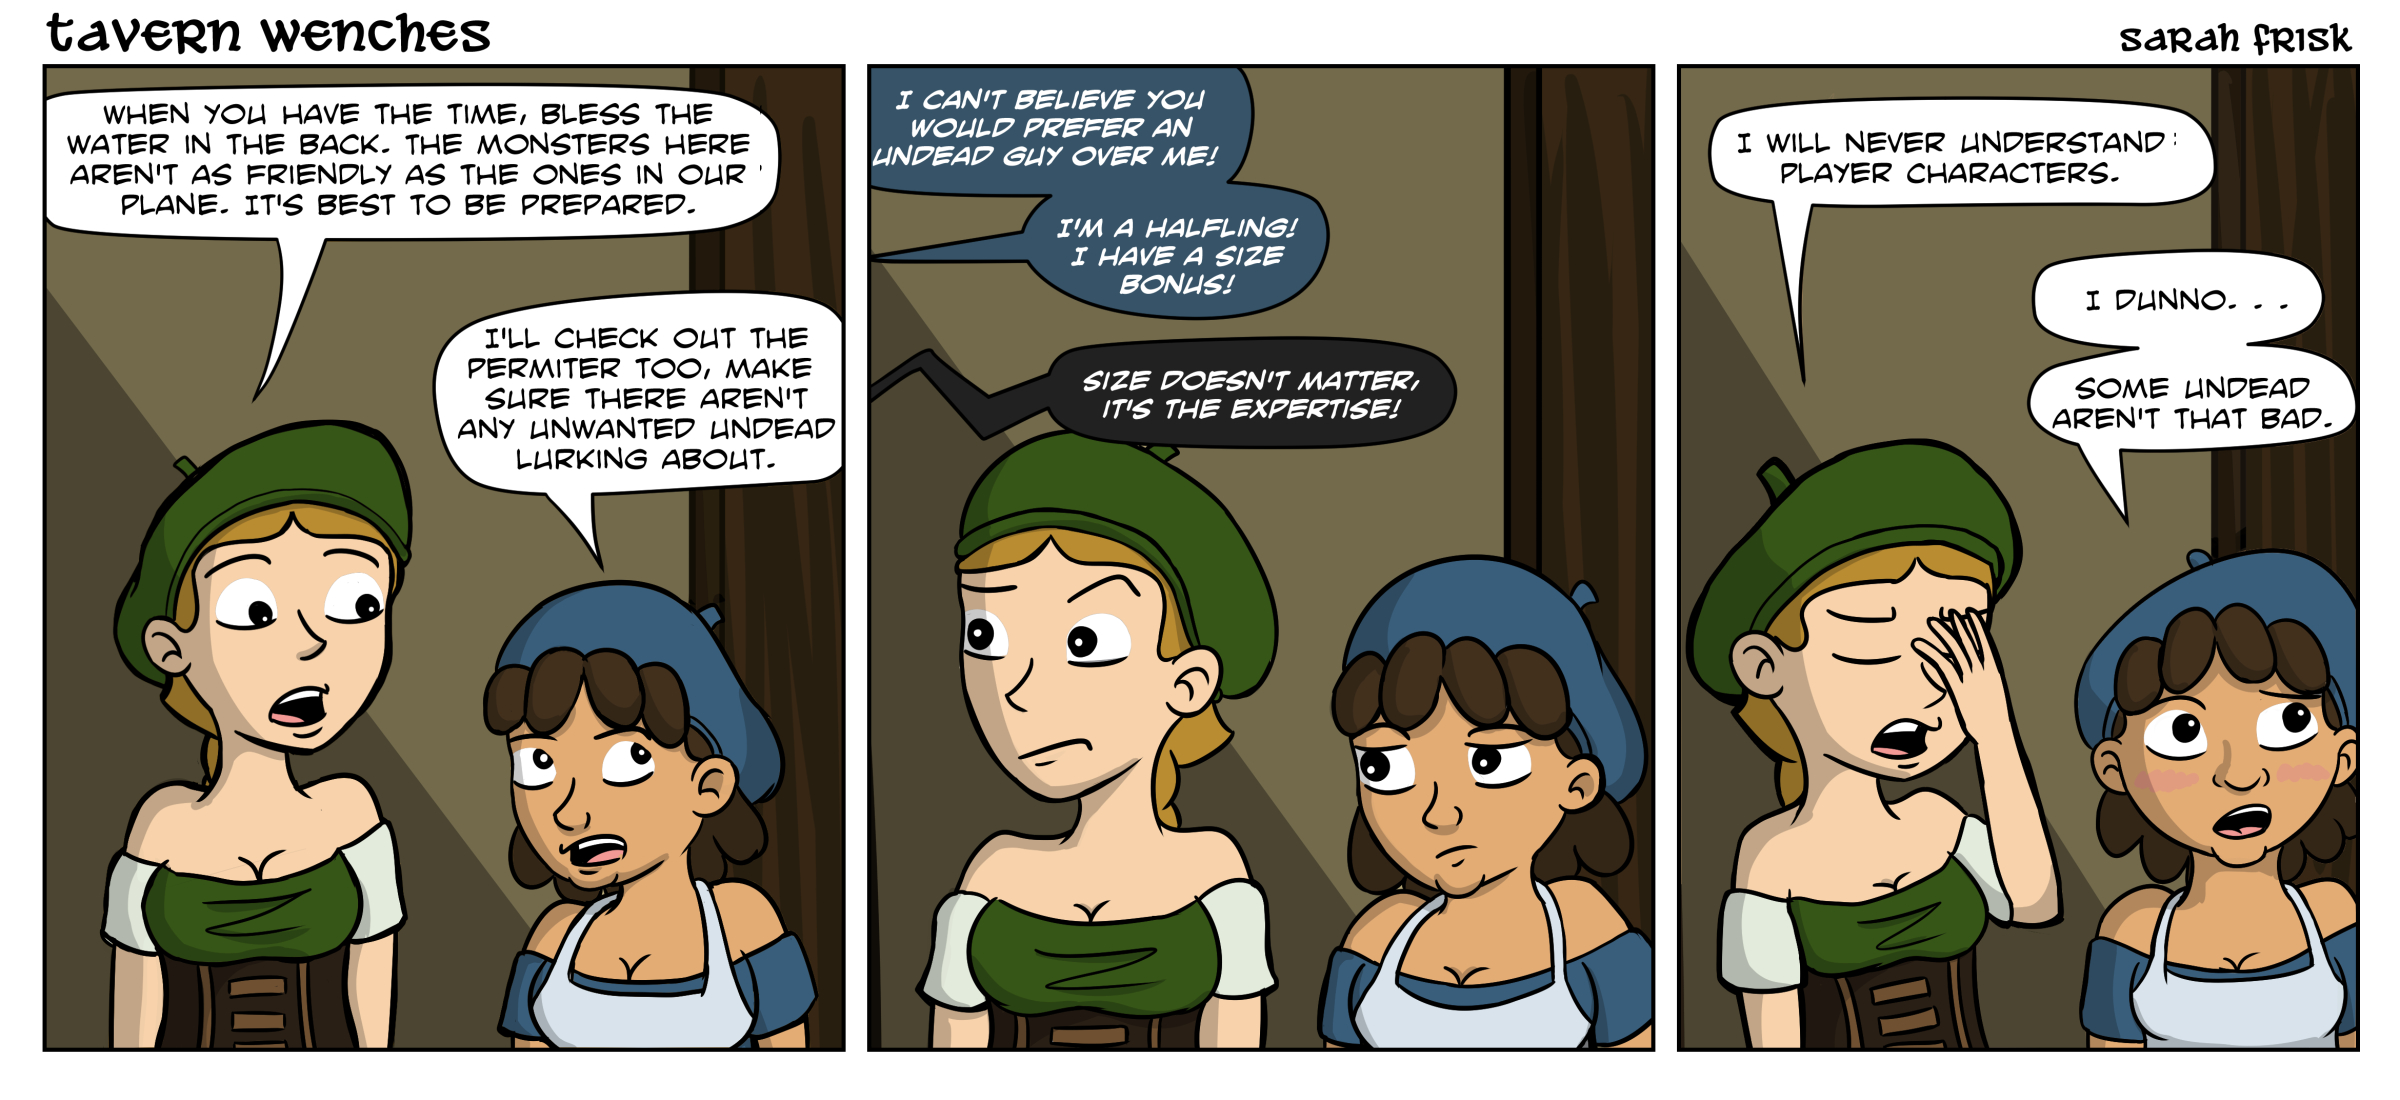 Tavern Wenches
Sarah Frisk
WHEN YOU HAVE THE TIME, BLESS THE
WATER IN THE BACK. THE MONSTERS HERE
AREN'T AS FRIENDLY AS THE ONES IN OUR
PLANE. IT'S BEST TO BE PREPARED.
I'LL CHECK OUT THE
PERMITER TOO, MAKE
SURE THERE AREN'T
ANY UNWANTED UNDEAD
LURKING ABOUT.
I CAN'T BELIEVE YOU
WOULD PREFER AN
UNDEAD GUY OVER ME!
I'M A HALFLING!
I HAVE A SIZE
BONUS!
SIZE DOESN'T MATTER,
IT'S THE EXPERTISE!
I WILL NEVER UNDERSTAND
PLAYER CHARACTERS.
I DUNNO. . .
SOME UNDEAD
AREN'T THAT BAD.